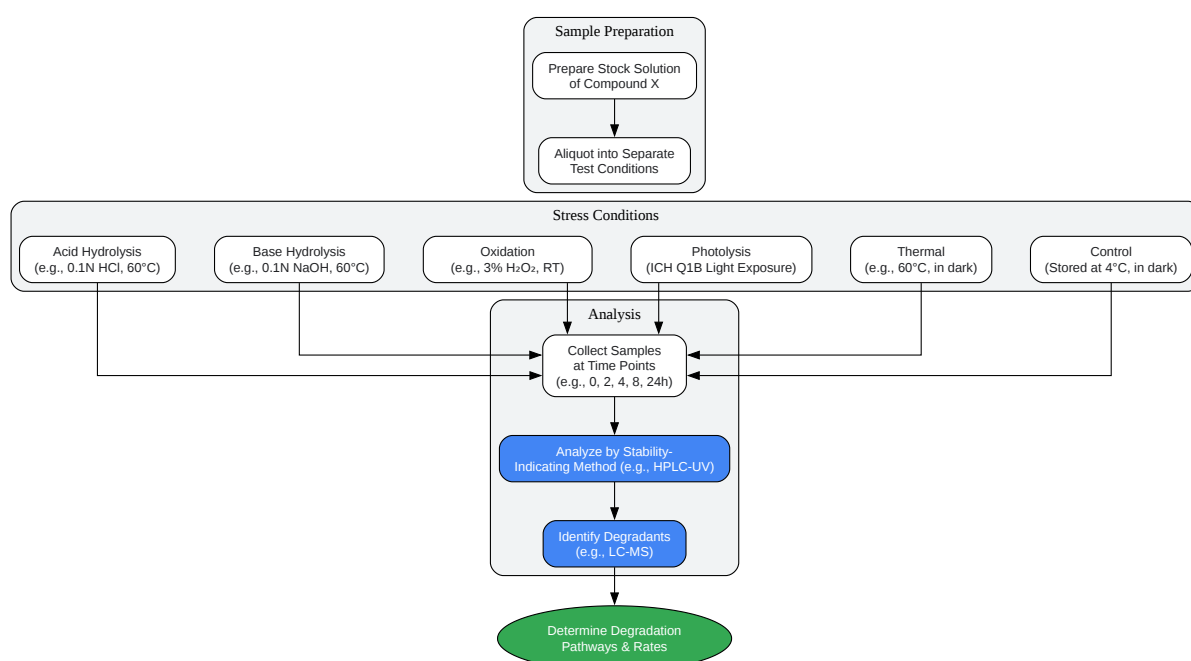 Sample Preparation
Prepare Stock Solution
of Compound X
Aliquot into Separate
Test Conditions
Stress Conditions
Acid Hydrolysis
(e.g., 0.1N HCl, 60°C)
Base Hydrolysis
(e.g., 0.1N NaOH, 60°C)
Oxidation
(e.g., 3% H₂O₂, RT)
Photolysis
(ICH Q1B Light Exposure)
Thermal
(e.g., 60°C, in dark)
Control
(Stored at 4°C, in dark)
Analysis
Collect Samples
at Time Points
(e.g., 0, 2, 4, 8, 24h)
Analyze by Stability-
Indicating Method (e.g., HPLC-UV)
Identify Degradants
(e.g., LC-MS)
Determine Degradation
Pathways & Rates